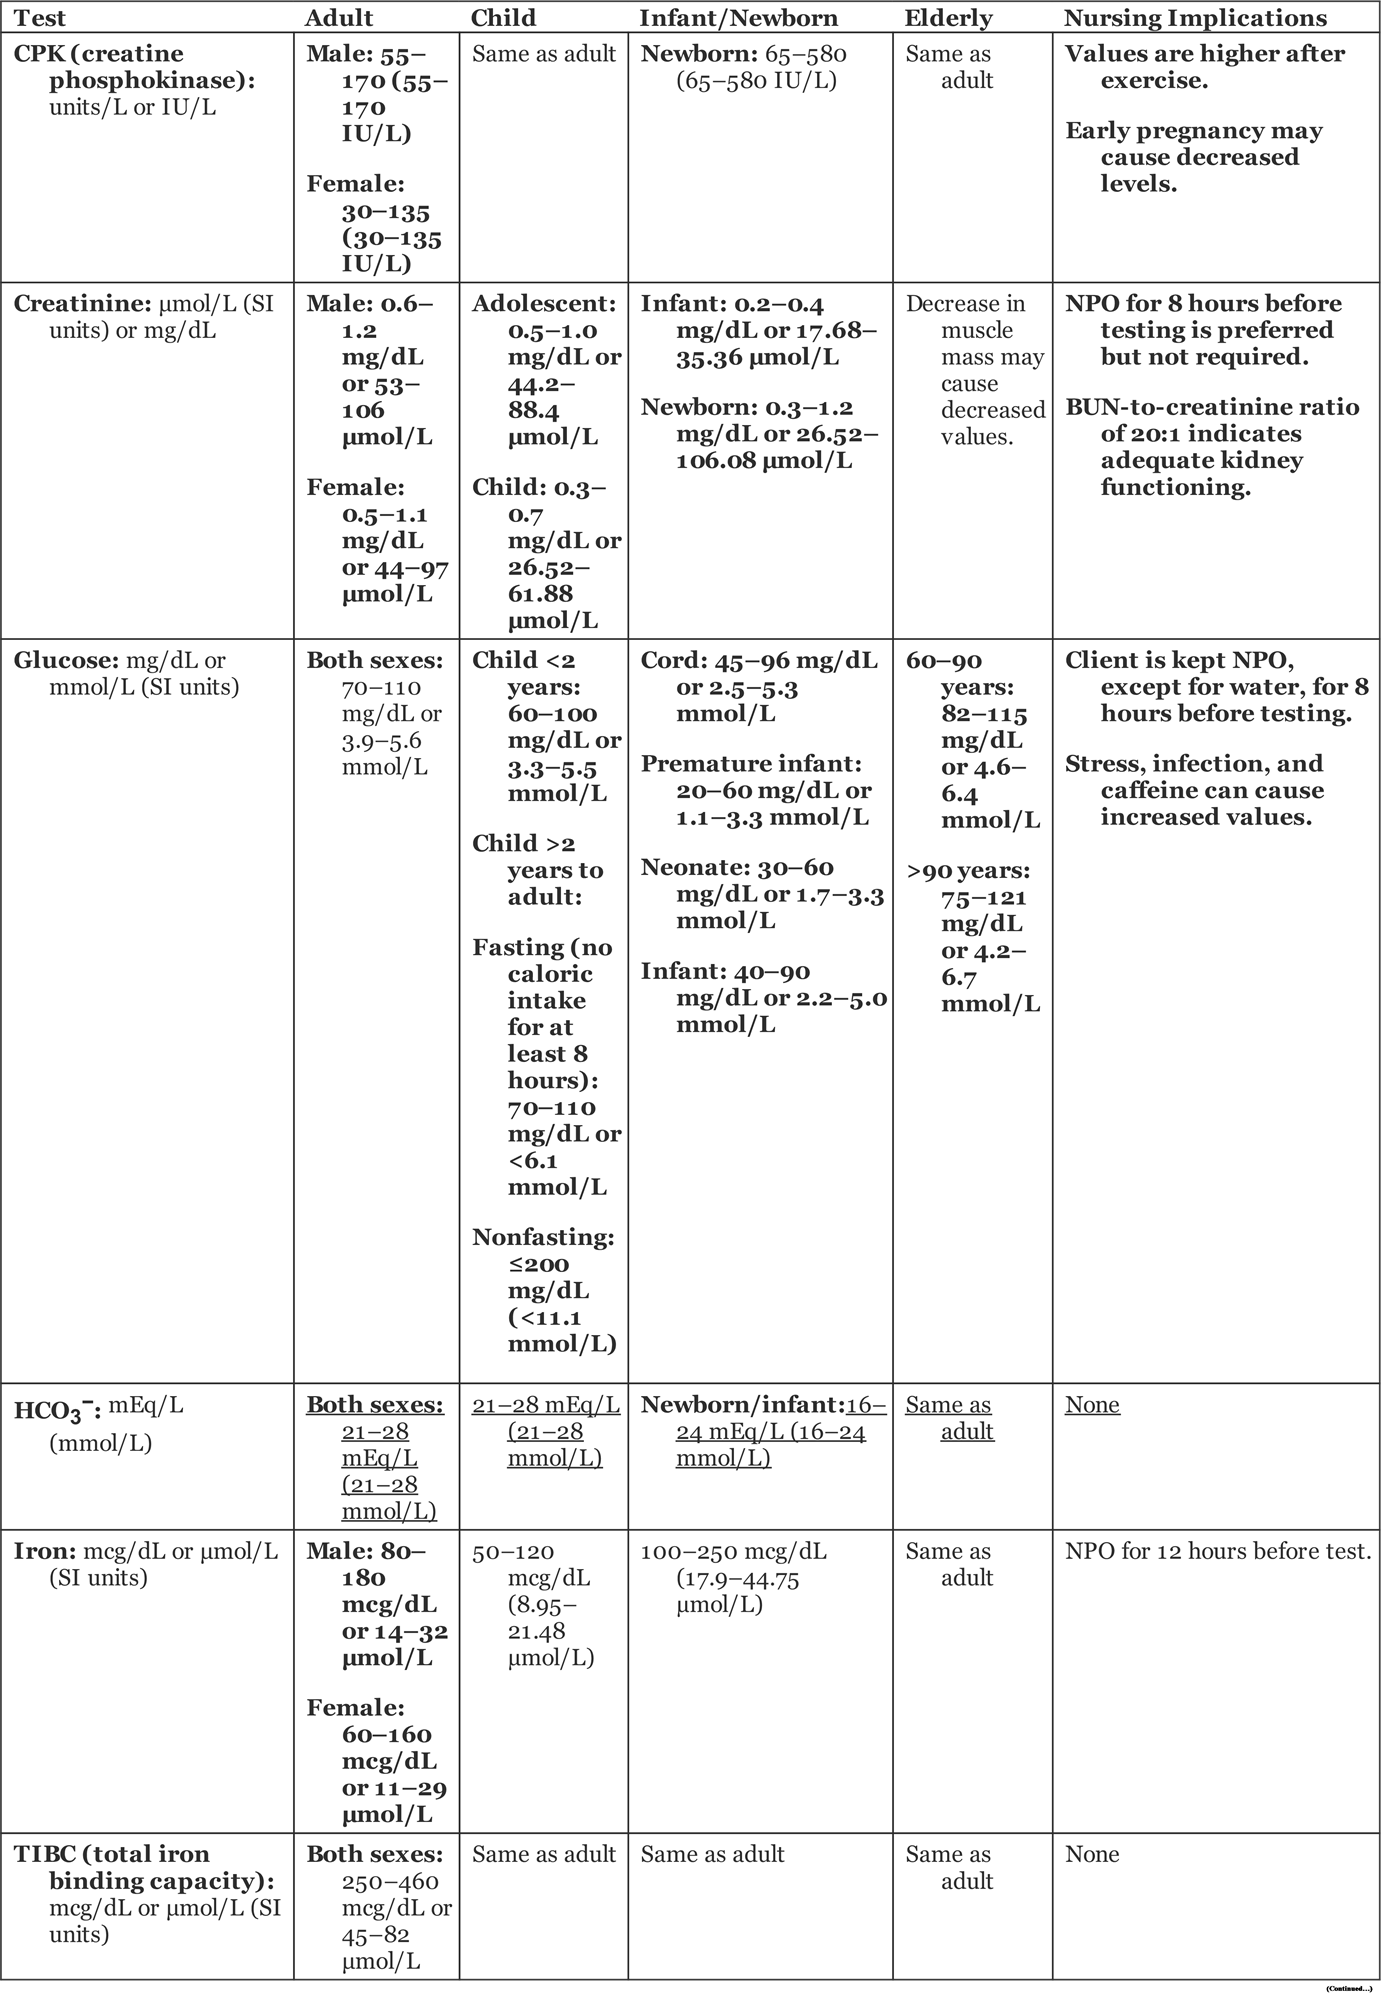 Test Adult Child Infant/Newborn Elderly Nursing Implications
CPK (creatine
phosphokinase):
units/L or IU/L
Male: 55–
170 (55–
170
IU/L)
Female:
30–135
(30–135
IU/L)
Same as adult
Newborn: 65–580
(65–580 IU/L)
Same as
adult
Values are higher after
exercise.
Early pregnancy may
cause decreased
levels.
Creatinine: µmol/L (SI
units) or mg/dL
Male: 0.6–
1.2
mg/dL
or 53–
106
µmol/L
Female:
0.5–1.1
mg/dL
or 44–97
µmol/L
Adolescent:
0.5–1.0
mg/dL or
44.2–
88.4
µmol/L
Child: 0.3–
0.7
mg/dL or
26.52–
61.88
µmol/L
Infant: 0.2–0.4
mg/dL or 17.68–
35.36 µmol/L
Newborn: 0.3–1.2
mg/dL or 26.52–
106.08 µmol/L
Decrease in
muscle
mass may
cause
decreased
values.
NPO for 8 hours before
testing is preferred
but not required.
BUN-to-creatinine ratio
of 20:1 indicates
adequate kidney
functioning.
Glucose: mg/dL or
mmol/L (SI units)
Both sexes:
70–110
mg/dL or
3.9–5.6
mmol/L
Child <2
years:
60–100
mg/dL or
3.3–5.5
mmol/L
Child >2
years to
adult:
Fasting (no
caloric
intake
for at
least 8
hours):
70–110
mg/dL or
<6.1
mmol/L
Nonfasting:
≤200
mg/dL
(<11.1
mmol/L)
Cord: 45–96 mg/dL
or 2.5–5.3
mmol/L
Premature infant:
20–60 mg/dL or
1.1–3.3 mmol/L
Neonate: 30–60
mg/dL or 1.7–3.3
mmol/L
Infant: 40–90
mg/dL or 2.2–5.0
mmol/L
60–90
years:
82–115
mg/dL
or 4.6–
6.4
mmol/L
>90 years:
75–121
mg/dL
or 4.2–
6.7
mmol/L
Client is kept NPO,
except for water, for 8
hours before testing.
Stress, infection, and
caffeine can cause
increased values.
HCO₃⁻: mEq/L
(mmol/L)
Both sexes:
21–28
mEq/L
(21–28
mmol/L)
21–28 mEq/L
(21–28
mmol/L)
Newborn/infant:16–
24 mEq/L (16–24
mmol/L)
Same as
adult
None
Iron: mcg/dL or µmol/L
(SI units)
Male: 80–
180
mcg/dL
or 14–32
µmol/L
Female:
60–160
mcg/dL
or 11–29
µmol/L
50–120
mcg/dL
(8.95–
21.48
µmol/L)
100–250 mcg/dL
(17.9–44.75
µmol/L)
Same as
adult
NPO for 12 hours before test.
TIBC (total iron
binding capacity):
mcg/dL or µmol/L (SI
units)
Both sexes:
250–460
mcg/dL or
45–82
µmol/L
Same as adult
Same as adult
Same as
adult
None
(Continued...)